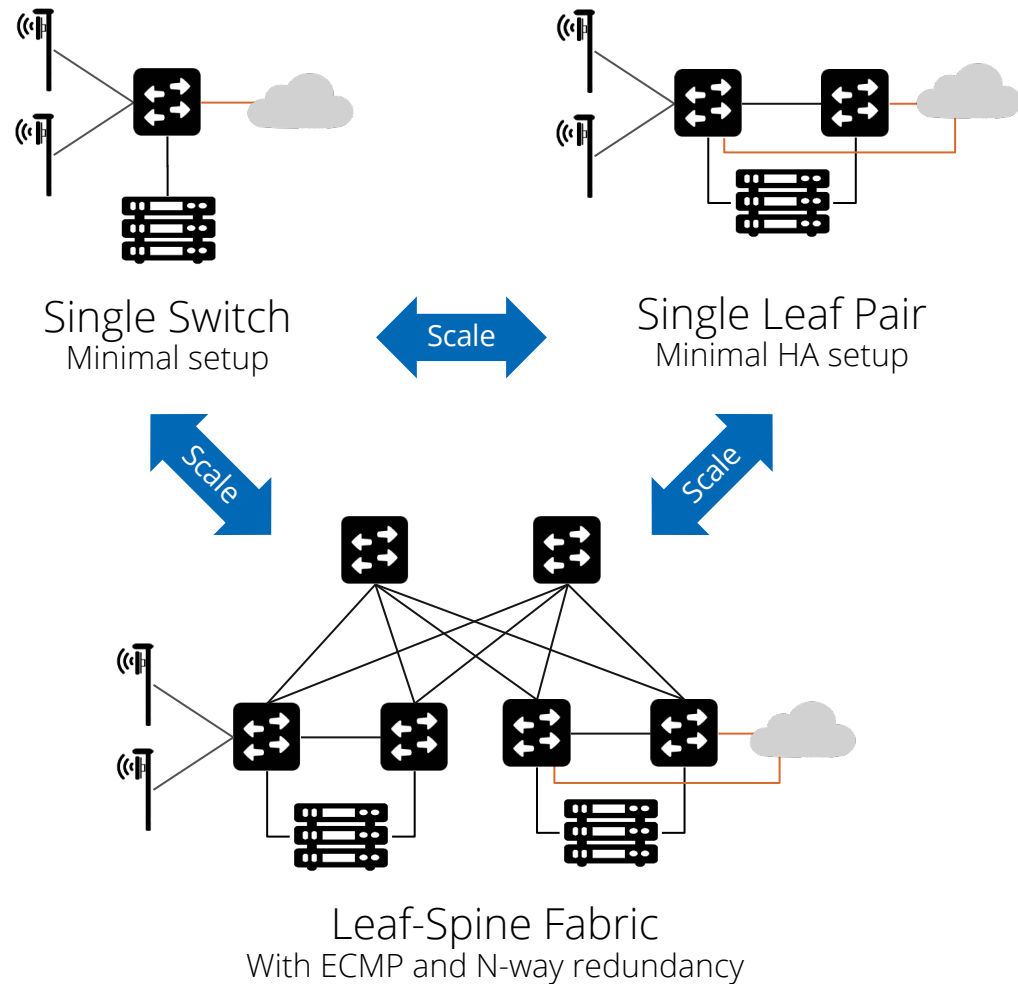 Single Switch
Minimal setup
Scale
Single Leaf Pair
Minimal HA setup
Scale
Scale
Leaf-Spine Fabric
With ECMP and N-way redundancy